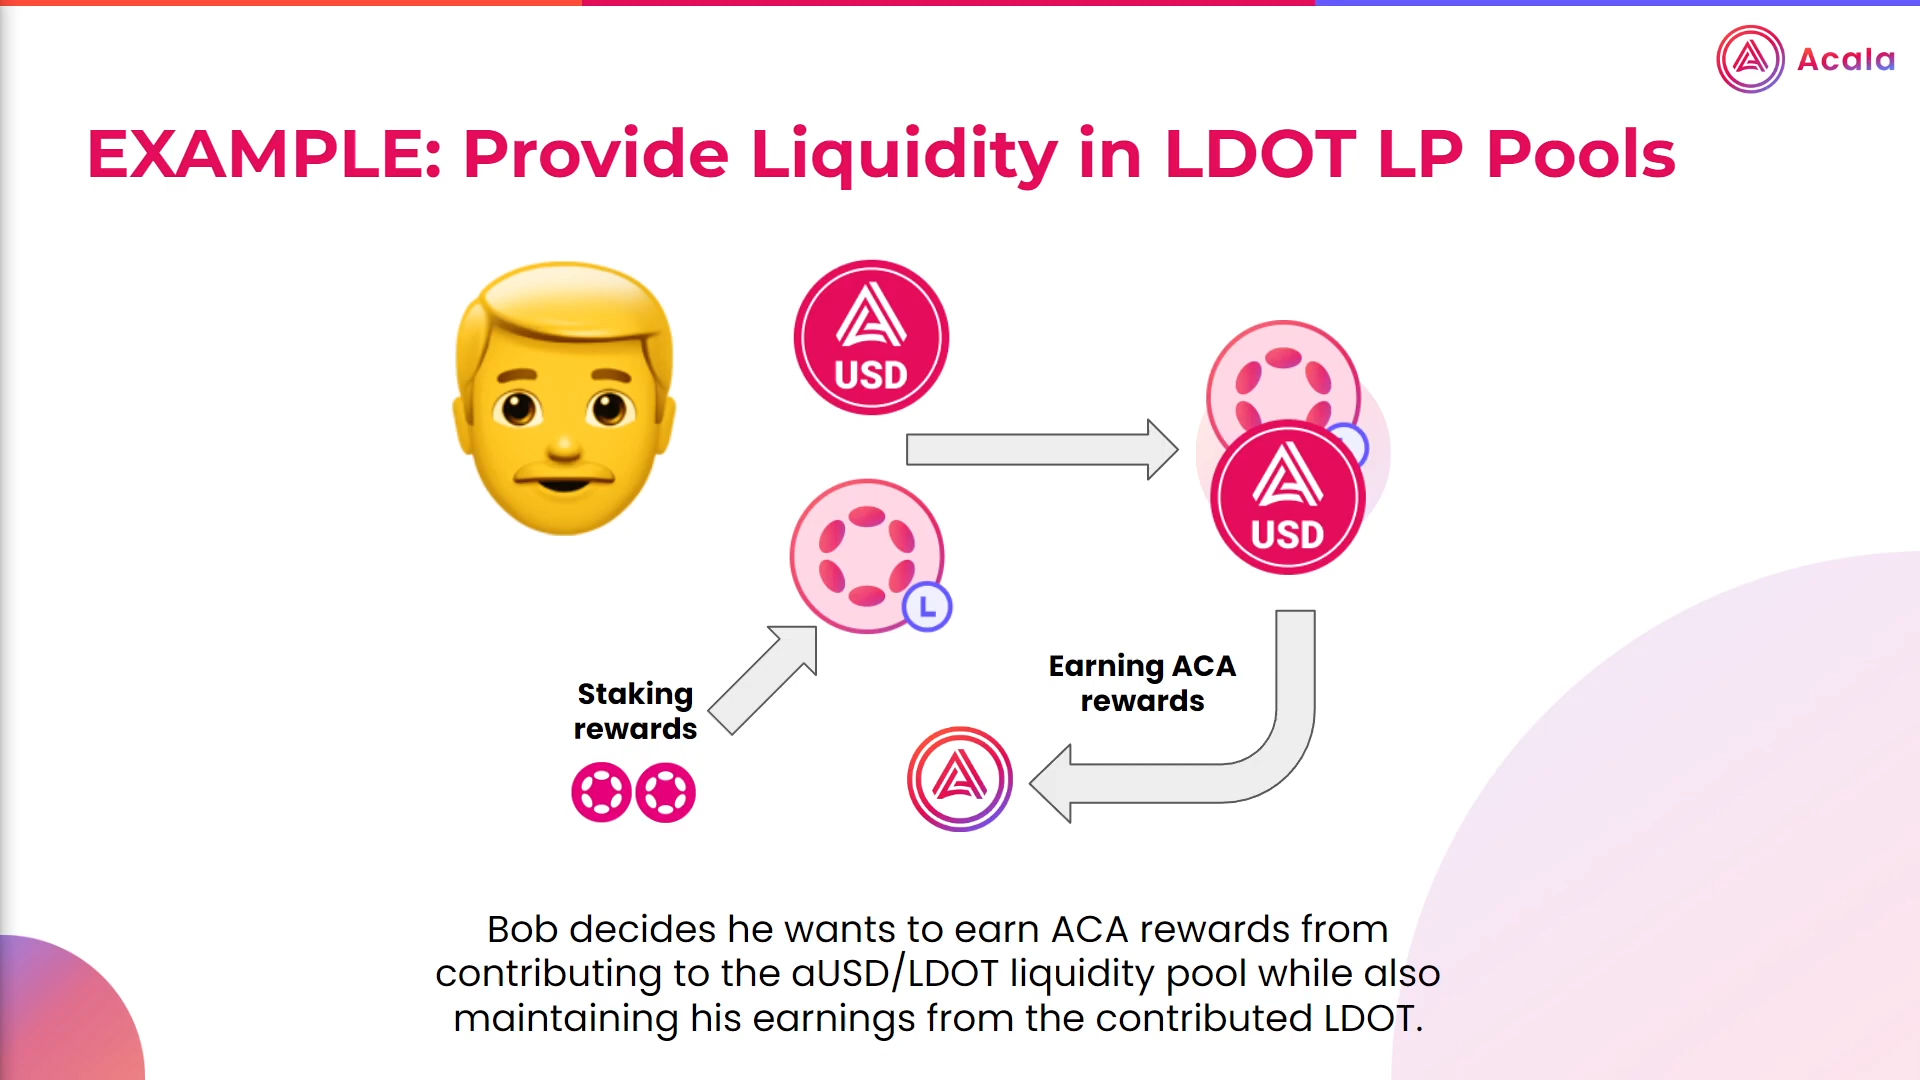 Acala
EXAMPLE: Provide Liquidity in LDOT LP Pools
USD
USD
L
Staking
rewards
Earning ACA
rewards
Bob decides he wants to earn ACA rewards from
contributing to the aUSD/LDOT liquidity pool while also
maintaining his earnings from the contributed LDOT.